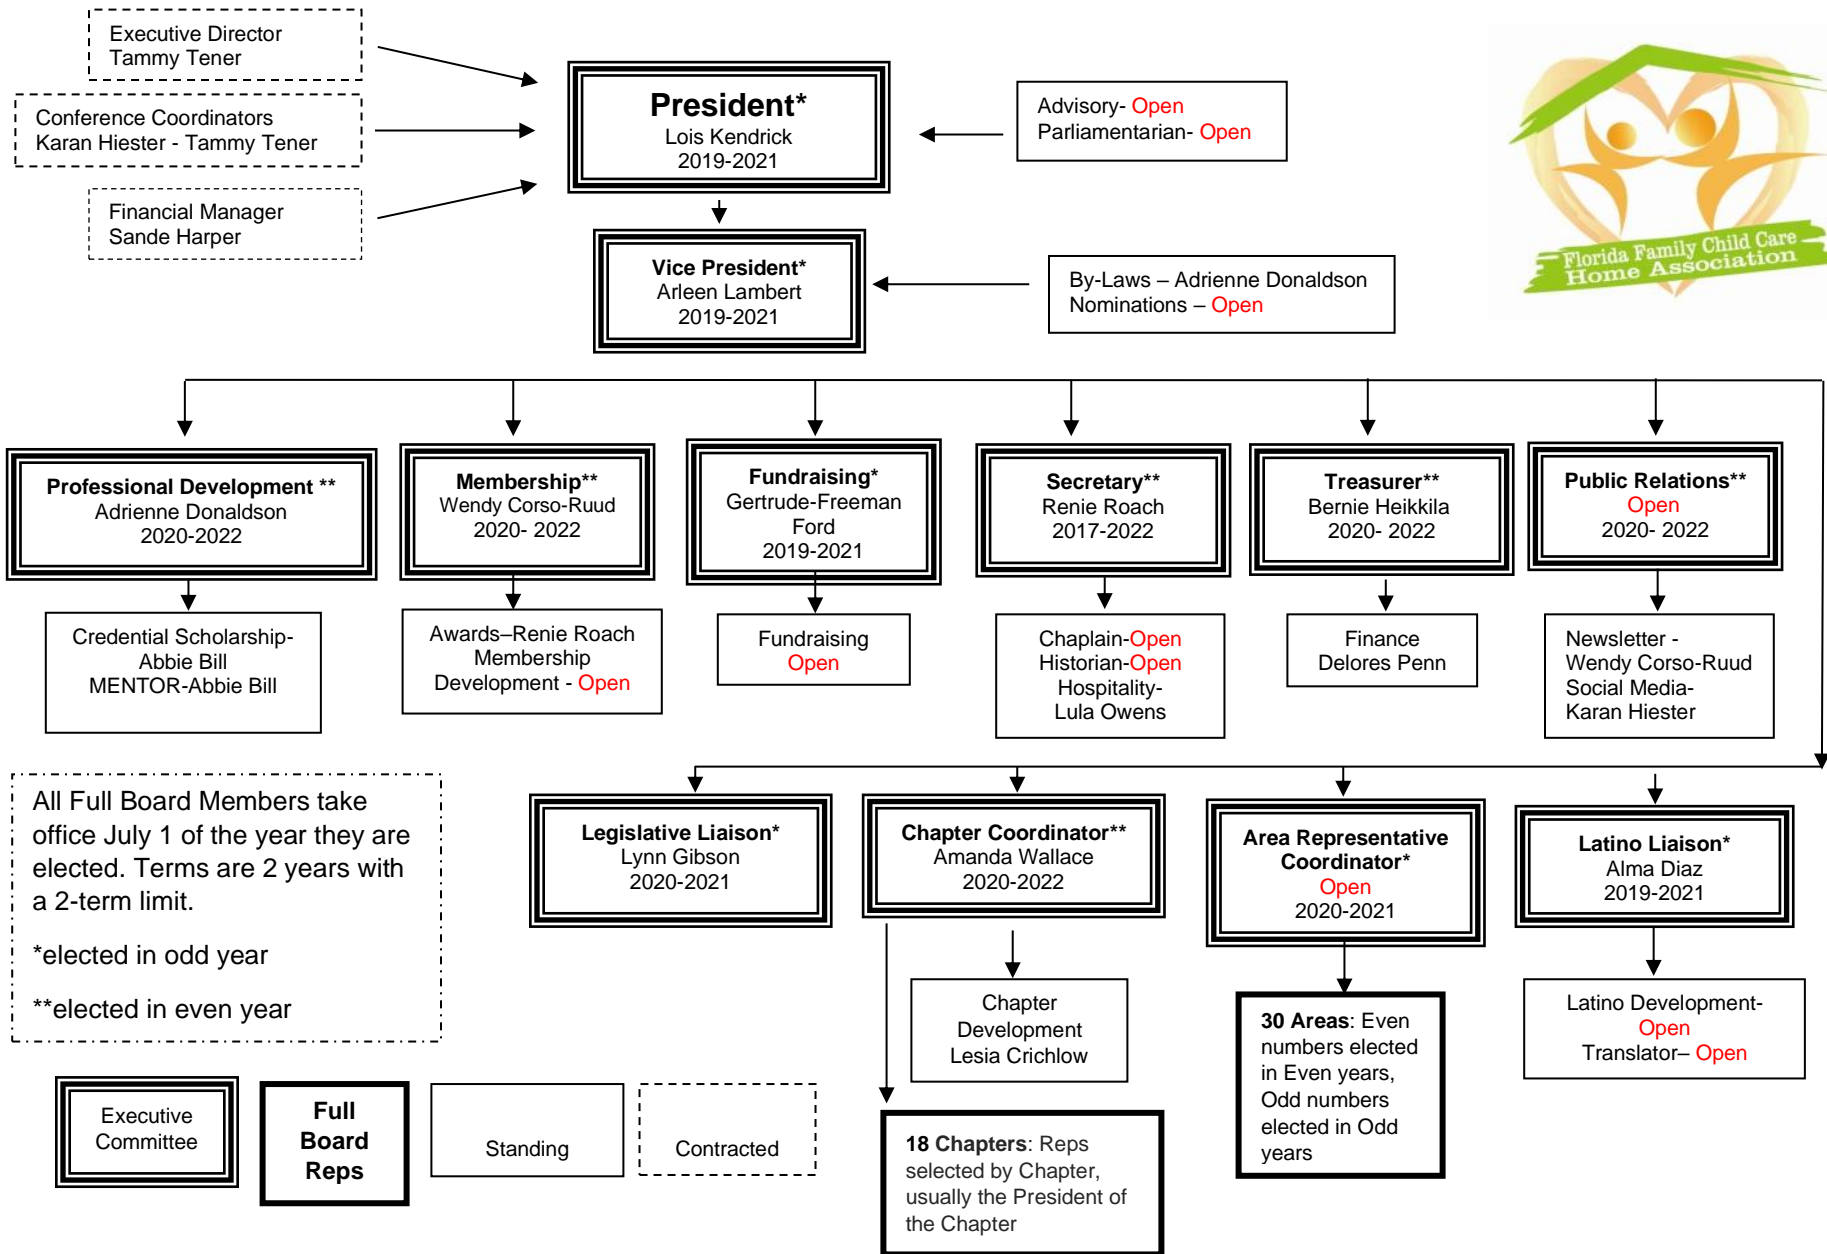 Executive Director
Tammy Tener
Conference Coordinators
Karan Hiester - Tammy Tener
Financial Manager
Sande Harper
President*
Lois Kendrick
2019-2021
Advisory- Open
Parliamentarian- Open
Florida Family Child Care
Home Association
Vice President*
Arleen Lambert
2019-2021
By-Laws – Adrienne Donaldson
Nominations – Open
Professional Development **
Adrienne Donaldson
2020-2022
Membership**
Wendy Corso-Ruud
2020- 2022
Fundraising*
Gertrude-Freeman
Ford
2019-2021
Secretary**
Renie Roach
2017-2022
Treasurer**
Bernie Heikkila
2020- 2022
Public Relations**
Open
2020- 2022
Credential Scholarship-
Abbie Bill
MENTOR-Abbie Bill
Awards–Renie Roach
Membership
Development - Open
Fundraising
Open
Chaplain-Open
Historian-Open
Hospitality-
Lula Owens
Finance
Delores Penn
Newsletter -
Wendy Corso-Ruud
Social Media-
Karan Hiester
All Full Board Members take
office July 1 of the year they are
elected. Terms are 2 years with
a 2-term limit.
*elected in odd year
**elected in even year
Legislative Liaison*
Lynn Gibson
2020-2021
Chapter Coordinator**
Amanda Wallace
2020-2022
Area Representative
Coordinator*
Open
2020-2021
Latino Liaison*
Alma Diaz
2019-2021
Chapter
Development
Lesia Crichlow
30 Areas: Even
numbers elected
in Even years,
Odd numbers
elected in Odd
years
Latino Development-
Open
Translator– Open
18 Chapters: Reps
selected by Chapter,
usually the President of
the Chapter
Executive
Committee
Full
Board
Reps
Standing
Contracted